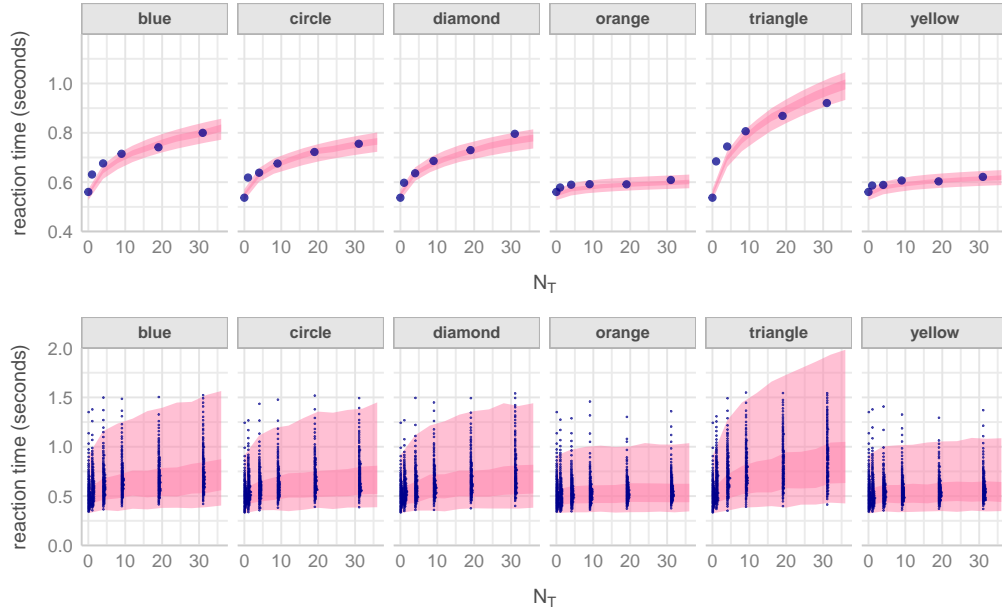 blue circle diamond orange triangle yellow
reaction time (seconds)
1.0
0.8
0.6
0.4
0 10 20 30 0 10 20 30 0 10 20 30 0 10 20 30 0 10 20 30 0 10 20 30
N_T
blue circle diamond orange triangle yellow
reaction time (seconds)
2.0
1.5
1.0
0.5
0.0
0 10 20 30 0 10 20 30 0 10 20 30 0 10 20 30 0 10 20 30 0 10 20 30
N_T